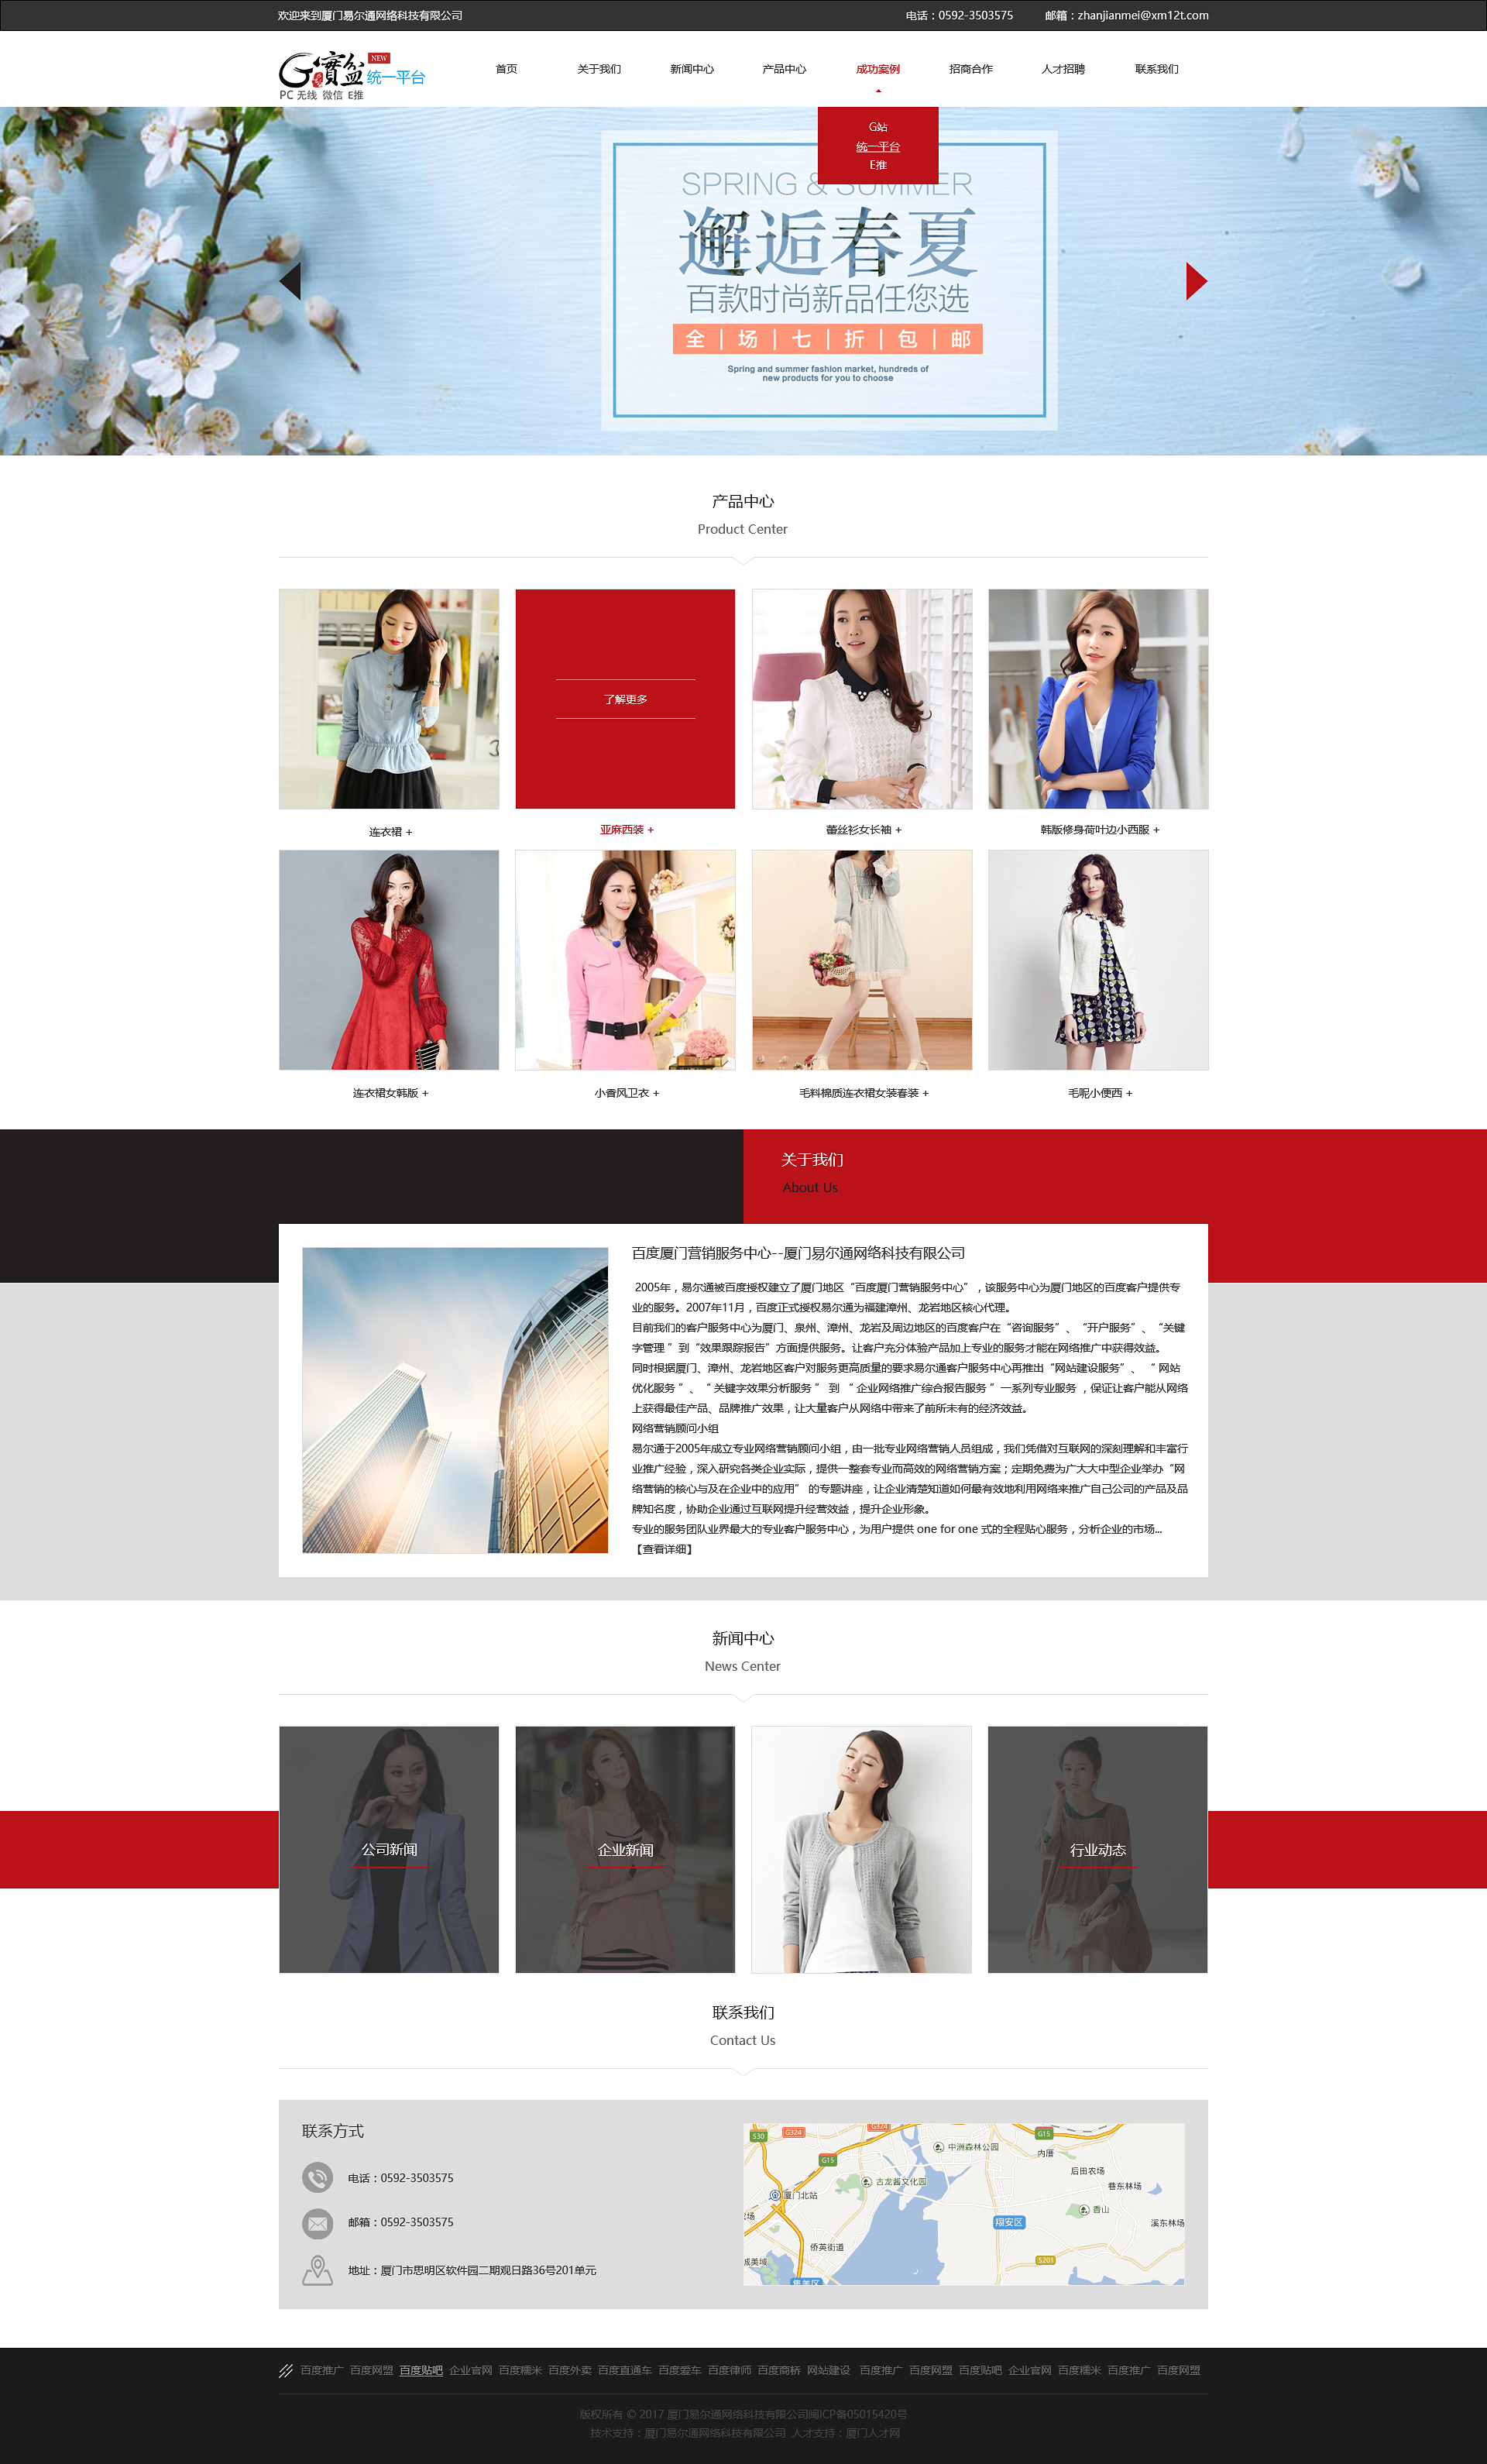 欢迎来到厦门易尔通网络科技有限公司
电话：0592-3503575
邮箱：zhanjianmei@xm12t.com
G寶盆 NEW 统一平台
PC 无线 微信 E推
首页 关于我们 新闻中心 产品中心 成功案例 招商合作 人才招聘 联系我们
G站
统一平台
E推
SPRING & SUMMER
邂逅春夏
百款时尚新品任您选
全 | 场 | 七 | 折 | 包 | 邮
Spring and summer fashion market, hundreds of
new products for you to choose
产品中心
Product Center
了解更多
连衣裙 +
亚麻西装 +
蕾丝衫女长袖 +
韩版修身荷叶边小西服 +
连衣裙女韩版 +
小香风卫衣 +
毛料棉质连衣裙女装春装 +
毛呢小便西 +
关于我们
About Us
百度厦门营销服务中心--厦门易尔通网络科技有限公司
2005年，易尔通被百度授权建立了厦门地区“百度厦门营销服务中心”，该服务中心为厦门地区的百度客户提供专
业的服务。2007年11月，百度正式授权易尔通为福建漳州、龙岩地区核心代理。
目前我们的客户服务中心为厦门、泉州、漳州、龙岩及周边地区的百度客户在“咨询服务”、“开户服务”、“关键
字管理 ”到“效果跟踪报告”方面提供服务。让客户充分体验产品加上专业的服务才能在网络推广中获得效益。
同时根据厦门、漳州、龙岩地区客户对服务更高质量的要求易尔通客户服务中心再推出“网站建设服务”、 “ 网站
优化服务 ”、“ 关键字效果分析服务 ” 到 “ 企业网络推广综合报告服务 ” 一系列专业服务 ，保证让客户能从网络
上获得最佳产品、品牌推广效果，让大量客户从网络中带来了前所未有的经济效益。
网络营销顾问小组
易尔通于2005年成立专业网络营销顾问小组，由一批专业网络营销人员组成，我们凭借对互联网的深刻理解和丰富行
业推广经验，深入研究各类企业实际，提供一整套专业而高效的网络营销方案；定期免费为广大大中型企业举办“网
络营销的核心与及在企业中的应用” 的专题讲座，让企业清楚知道如何最有效地利用网络来推广自己公司的产品及品
牌知名度，协助企业通过互联网提升经营效益，提升企业形象。
专业的服务团队业界最大的专业客户服务中心，为用户提供 one for one 式的全程贴心服务，分析企业的市场...
【查看详细】
新闻中心
News Center
公司新闻
企业新闻
行业动态
联系我们
Contact Us
联系方式
电话：0592-3503575
邮箱：0592-3503575
地址：厦门市思明区软件园二期观日路36号201单元
S30
G324
G324
G15
G15
中洲森林公园
内厝
后田农场
巷东林场
古龙酱文化园
厦门北站
香山
溪东林场
翔安区
侨英街道
S201
集美区
百度推广 百度网盟 百度贴吧 企业官网 百度糯米 百度外卖 百度直通车 百度爱车 百度律师 百度商桥 网站建设 百度推广 百度网盟 百度贴吧 企业官网 百度糯米 百度推广 百度网盟
版权所有 © 2017 厦门易尔通网络科技有限公司闽ICP备05015420号
技术支持：厦门易尔通网络科技有限公司 人才支持：厦门人才网